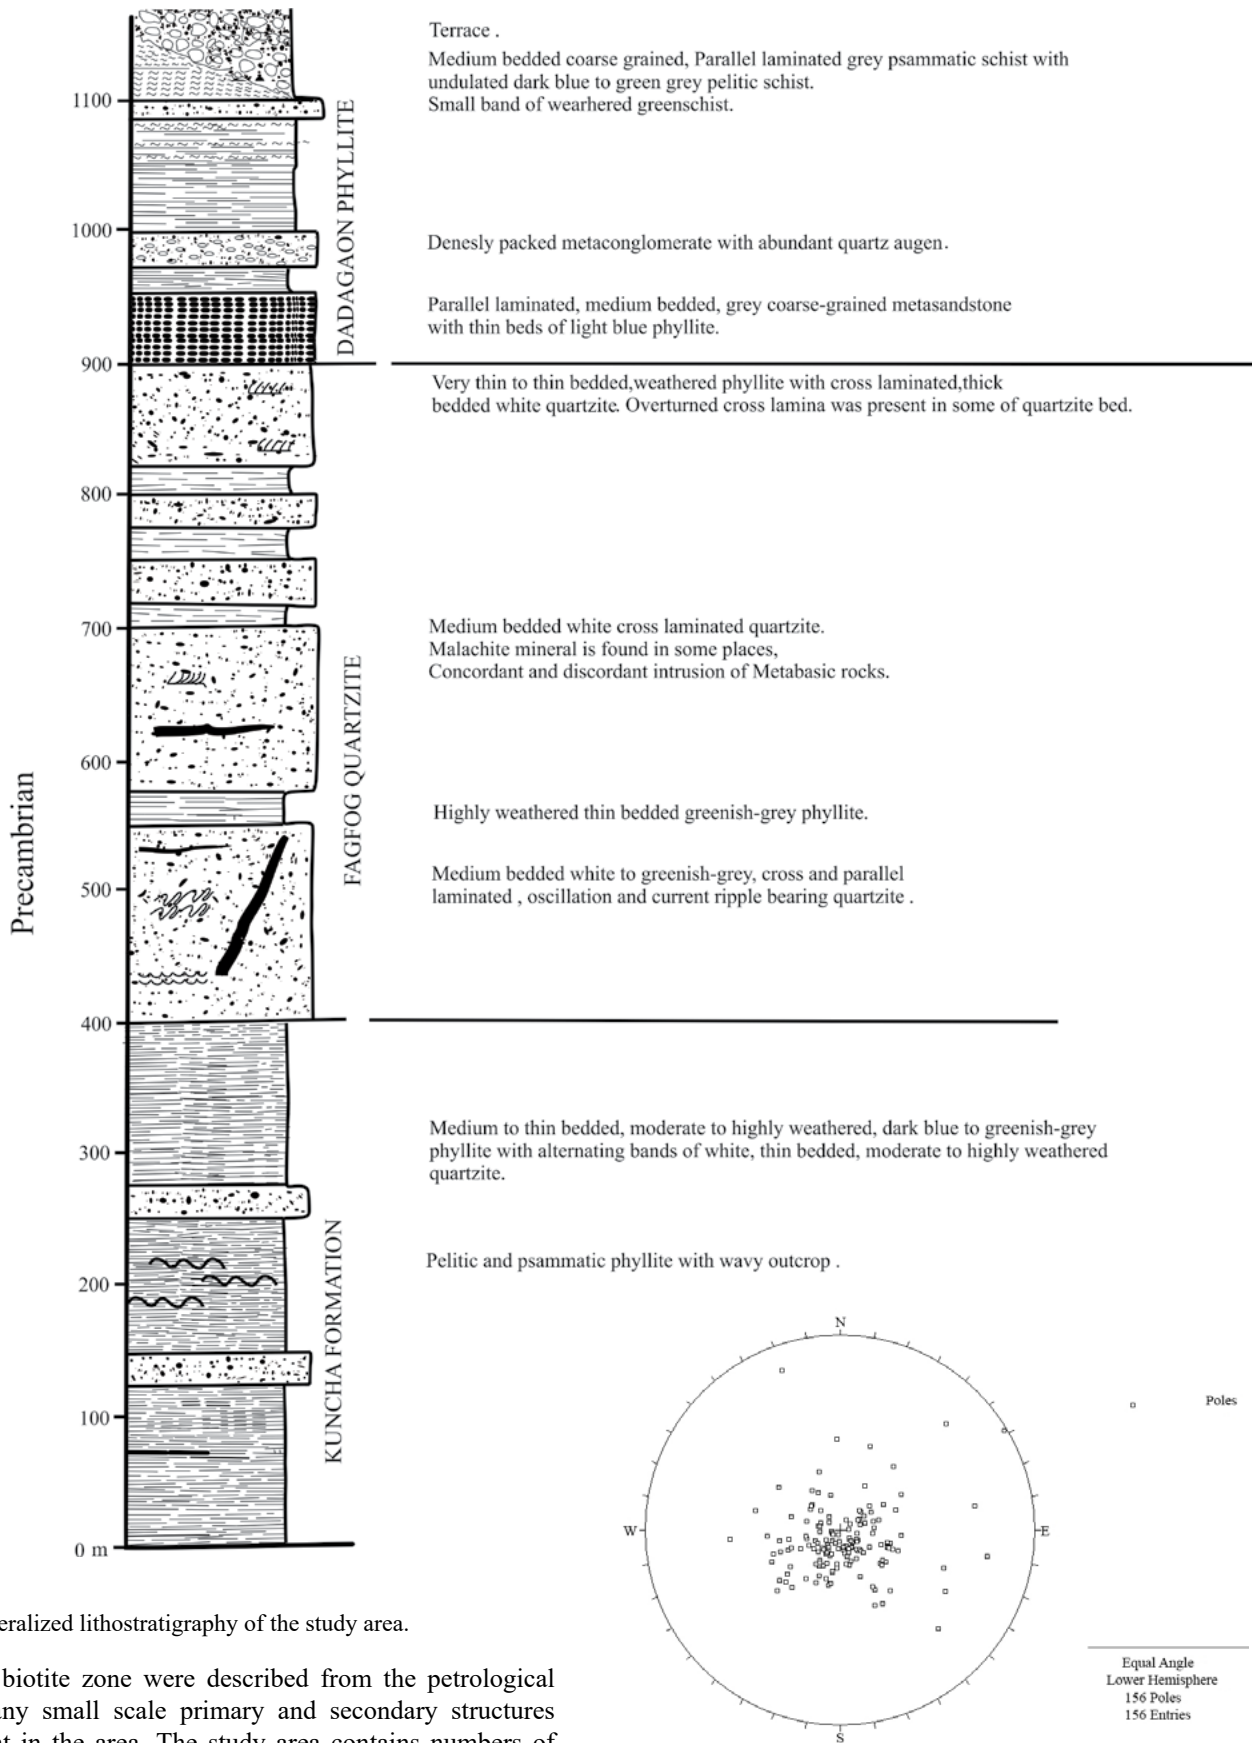 Terrace .
Medium bedded coarse grained, Parallel laminated grey psammatic schist with
undulated dark blue to green grey pelitic schist.
Small band of wearhered greenschist.
1100
DADAGAON PHYLLITE
1000
Denesly packed metaconglomerate with abundant quartz augen.
Parallel laminated, medium bedded, grey coarse-grained metasandstone
with thin beds of light blue phyllite.
900
Very thin to thin bedded,weathered phyllite with cross laminated,thick
bedded white quartzite. Overturned cross lamina was present in some of quartzite bed.
800
700
Medium bedded white cross laminated quartzite.
Malachite mineral is found in some places,
Concordant and discordant intrusion of Metabasic rocks.
FAGFOG QUARTZITE
600
Precambrian
Highly weathered thin bedded greenish-grey phyllite.
500
Medium bedded white to greenish-grey, cross and parallel
laminated , oscillation and current ripple bearing quartzite .
400
300
Medium to thin bedded, moderate to highly weathered, dark blue to greenish-grey
phyllite with alternating bands of white, thin bedded, moderate to highly weathered
quartzite.
KUNCHA FORMATION
Pelitic and psammatic phyllite with wavy outcrop .
200
100
0 m
N
Poles
W
E
S
Equal Angle
Lower Hemisphere
156 Poles
156 Entries
eralized lithostratigraphy of the study area.
biotite zone were described from the petrological
any small scale primary and secondary structures
t in the area. The study area contains numbers of